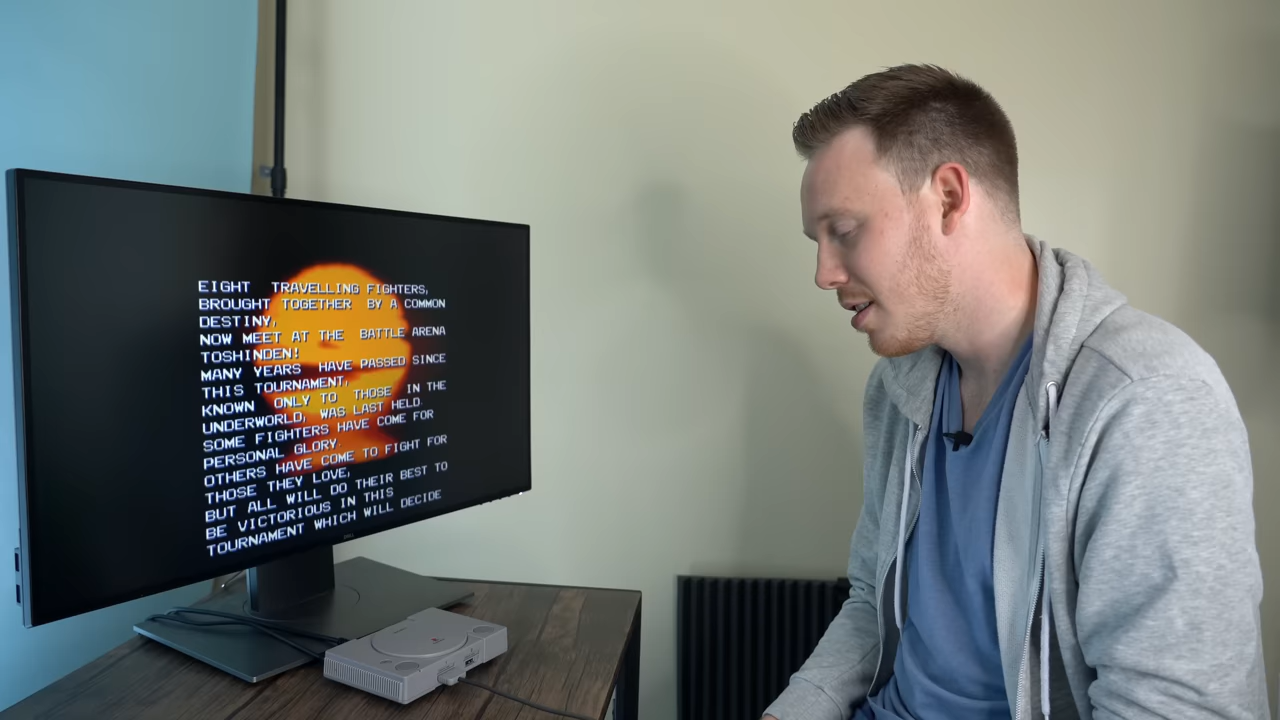 EIGHT TRAVELLING FIGHTERS,
BROUGHT TOGETHER BY A COMMON
DESTINY,
NOW MEET AT THE BATTLE ARENA
TOSHINDEN!
MANY YEARS HAVE PASSED SINCE
THIS TOURNAMENT,
KNOWN ONLY TO THOSE IN THE
UNDERWORLD, WAS LAST HELD.
SOME FIGHTERS HAVE COME FOR
PERSONAL GLORY.
OTHERS HAVE COME TO FIGHT FOR
THOSE THEY LOVE,
BUT ALL WILL DO THEIR BEST TO
BE VICTORIOUS IN THIS
TOURNAMENT WHICH WILL DECIDE
DELL